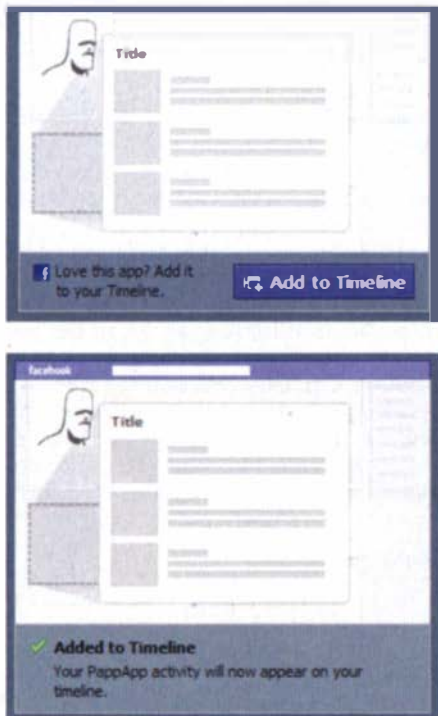 Title
f Love this app? Add it
to your Timeline.
Add to Timeline
facebook
Title
Added to Timeline
Your PappApp activity will now appear on your
timeline.